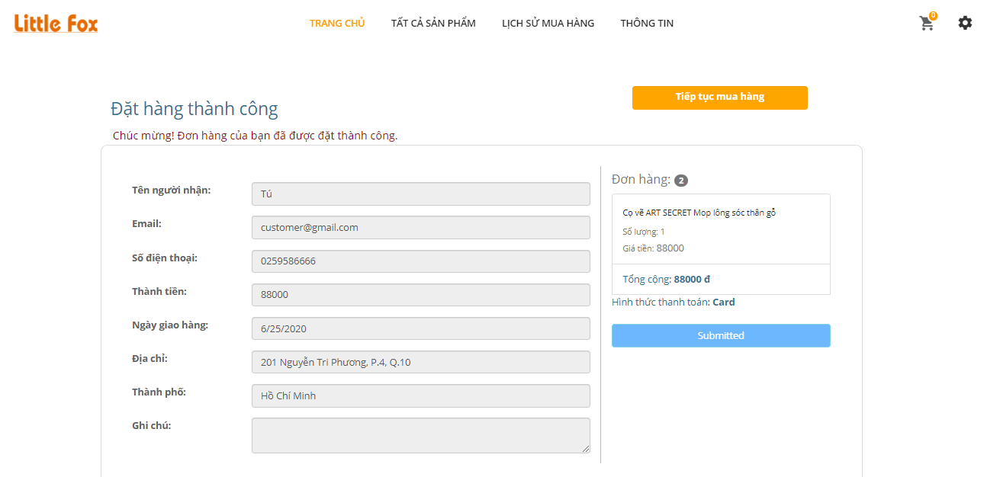 Little Fox
TRANG CHỦ
TẤT CẢ SẢN PHẨM
LỊCH SỬ MUA HÀNG
THÔNG TIN
0
Đặt hàng thành công
Tiếp tục mua hàng
Chúc mừng! Đơn hàng của bạn đã được đặt thành công.
Tên người nhận: Tú
Email: customer@gmail.com
Số điện thoại: 0259586666
Thành tiền: 88000
Ngày giao hàng: 6/25/2020
Địa chỉ: 201 Nguyễn Tri Phương, P.4, Q.10
Thành phố: Hồ Chí Minh
Ghi chú:
Đơn hàng: 2
Cọ vẽ ART SECRET Mop lông sóc thân gỗ
Số lượng: 1
Giá tiền: 88000
Tổng cộng: 88000 đ
Hình thức thanh toán: Card
Submitted